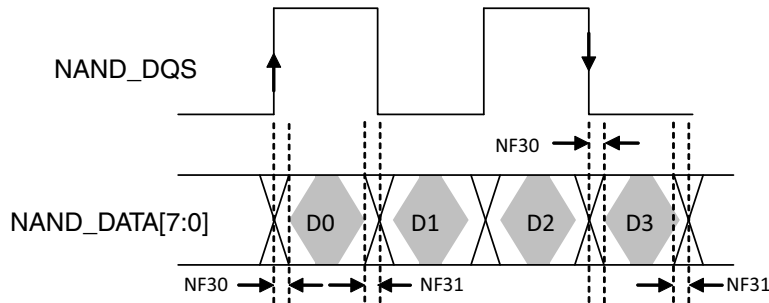 NAND_DQS
NF30
NAND_DATA[7:0]
D0
D1
D2
D3
NF30
NF31
NF31